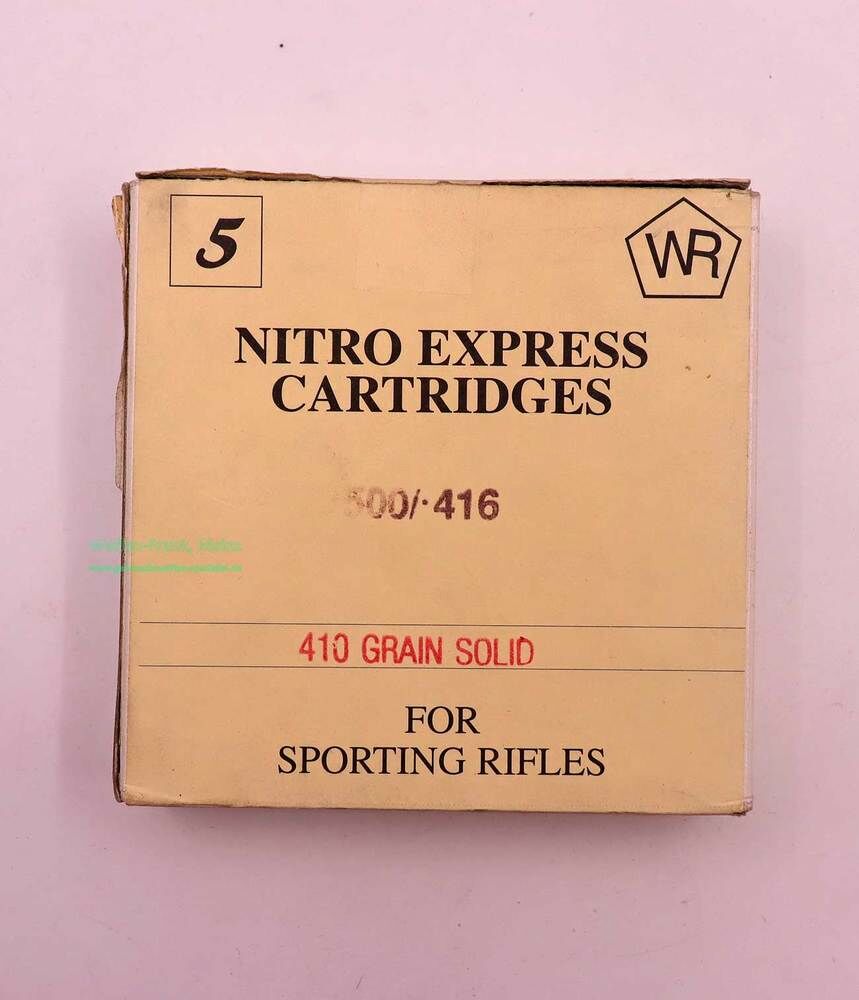 5
WR
NITRO EXPRESS
CARTRIDGES
500/·416
410 GRAIN SOLID
FOR
SPORTING RIFLES